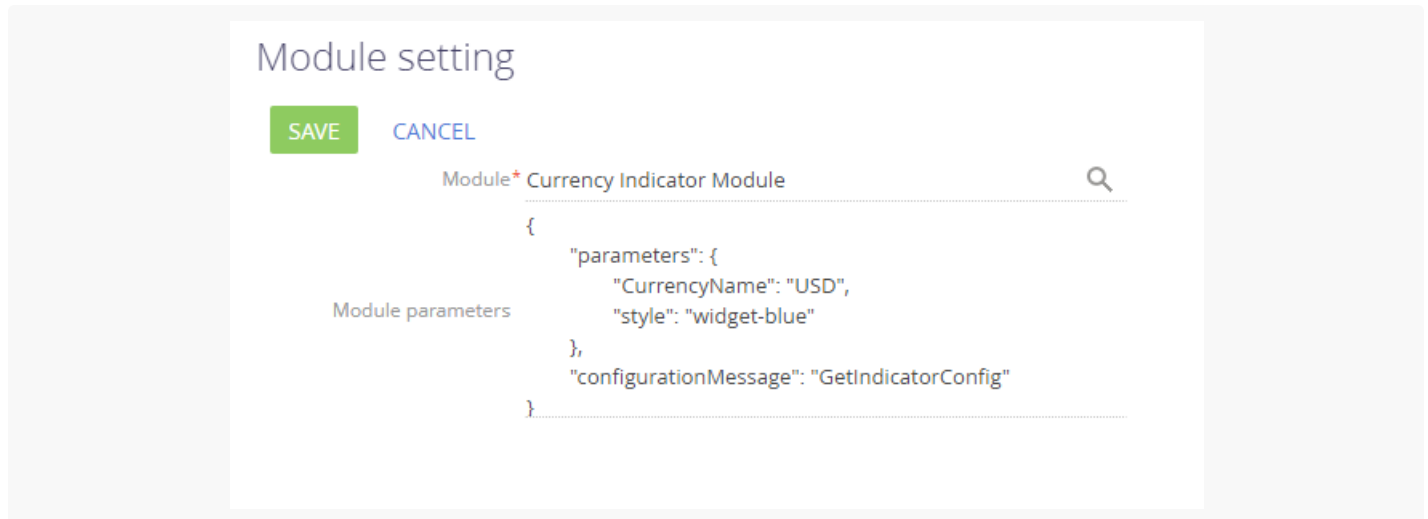 Module setting
SAVE CANCEL
Module* Currency Indicator Module
{
"parameters": {
"CurrencyName": "USD",
Module parameters "style": "widget-blue"
},
"configurationMessage": "GetIndicatorConfig"
}